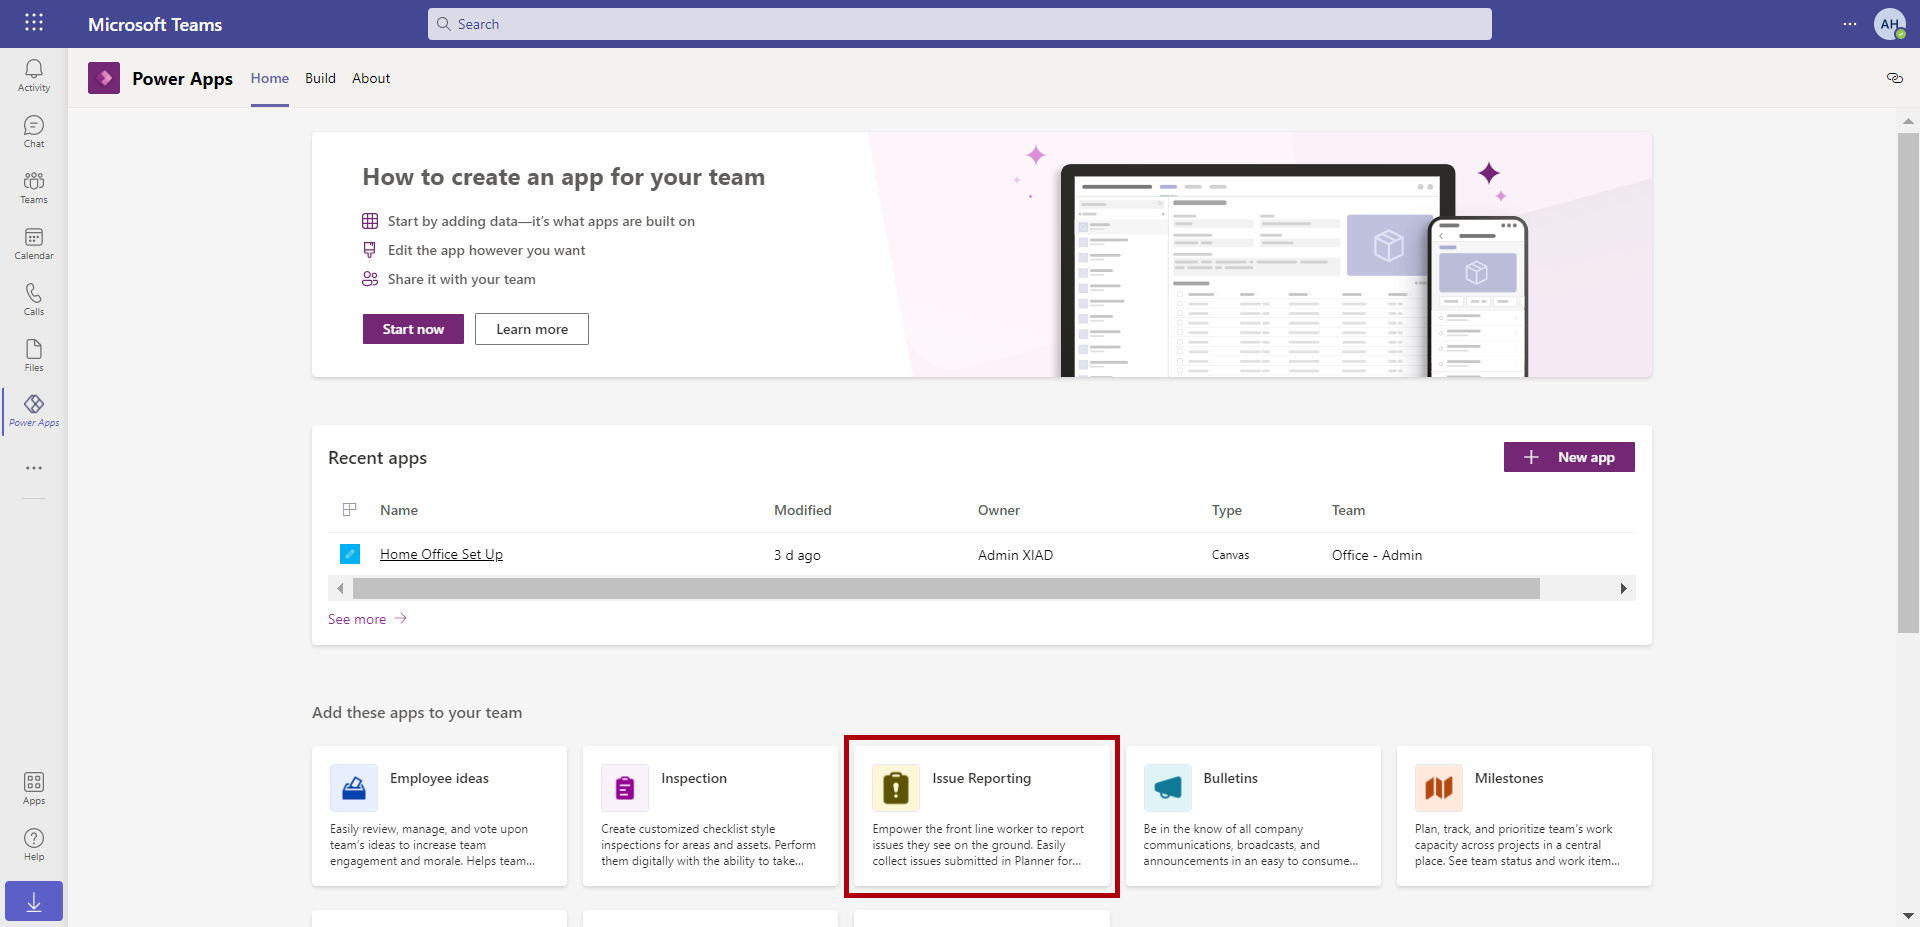 Microsoft Teams
Search
AH
Activity
Chat
Teams
Calendar
Calls
Files
Power Apps
Apps
Help
Power Apps
Home
Build
About
How to create an app for your team
Start by adding data—it's what apps are built on
Edit the app however you want
Share it with your team
Start now
Learn more
Recent apps
New app
Name Modified Owner Type Team
Home Office Set Up 3 d ago Admin XIAD Canvas Office - Admin
See more
Add these apps to your team
Employee ideas
Easily review, manage, and vote upon
team's ideas to increase team
engagement and morale. Helps team...
Inspection
Create customized checklist style
inspections for areas and assets. Perform
them digitally with the ability to take...
Issue Reporting
Empower the front line worker to report
issues they see on the ground. Easily
collect issues submitted in Planner for...
Bulletins
Be in the know of all company
communications, broadcasts, and
announcements in an easy to consume...
Milestones
Plan, track, and prioritize team's work
capacity across projects in a central
place. See team status and work item...